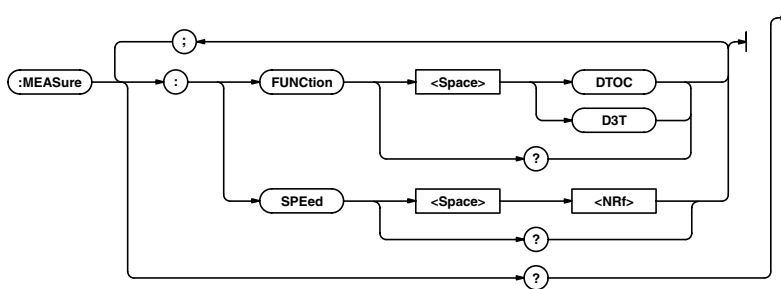 ;
:MEASure : FUNCtion <Space> DTOC
D3T
?
SPEed <Space> <NRf>
?
?